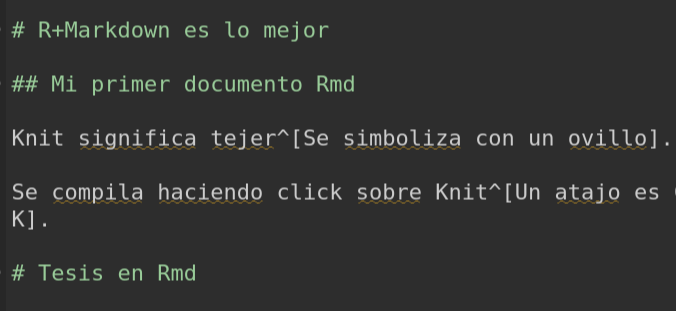 # R+Markdown es lo mejor
## Mi primer documento Rmd
Knit significa tejer^[Se simboliza con un ovillo].
Se compila haciendo click sobre Knit^[Un atajo es
K].
# Tesis en Rmd